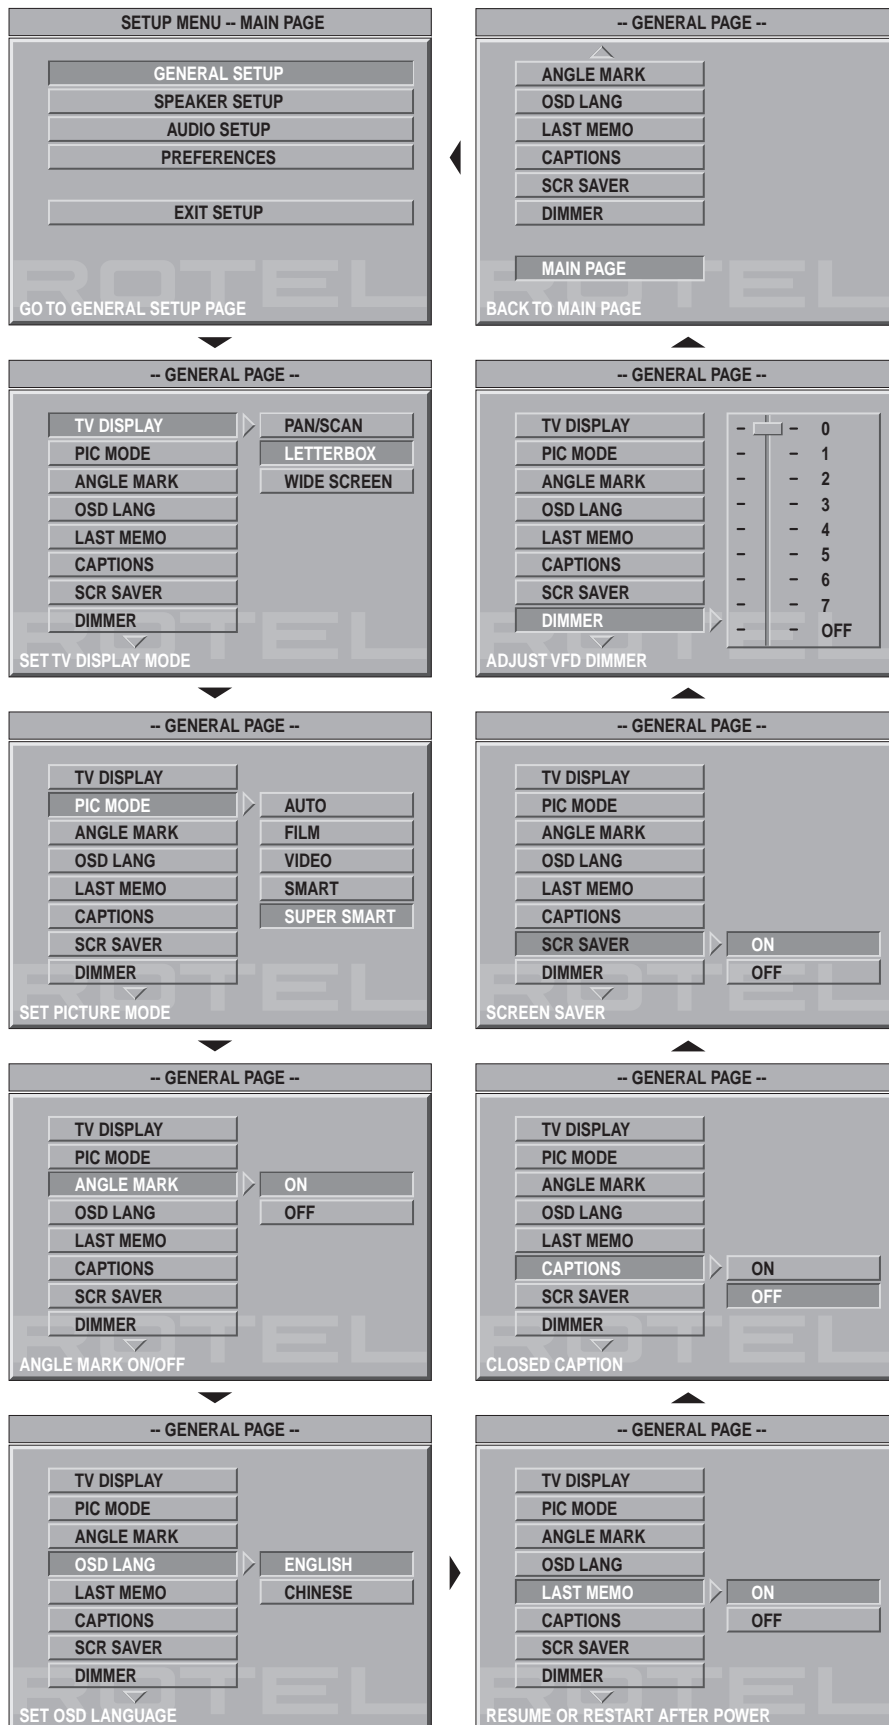 SETUP MENU -- MAIN PAGE
GENERAL SETUP
SPEAKER SETUP
AUDIO SETUP
PREFERENCES
EXIT SETUP
ROTEL
GO TO GENERAL SETUP PAGE
-- GENERAL PAGE --
TV DISPLAY
PAN/SCAN
PIC MODE
LETTERBOX
ANGLE MARK
WIDE SCREEN
OSD LANG
LAST MEMO
CAPTIONS
SCR SAVER
DIMMER
ROTEL
SET TV DISPLAY MODE
-- GENERAL PAGE --
TV DISPLAY
PIC MODE
AUTO
ANGLE MARK
FILM
OSD LANG
VIDEO
LAST MEMO
SMART
CAPTIONS
SUPER SMART
SCR SAVER
DIMMER
ROTEL
SET PICTURE MODE
-- GENERAL PAGE --
TV DISPLAY
PIC MODE
ANGLE MARK
ON
OSD LANG
OFF
LAST MEMO
CAPTIONS
SCR SAVER
DIMMER
ROTEL
ANGLE MARK ON/OFF
-- GENERAL PAGE --
TV DISPLAY
PIC MODE
ANGLE MARK
OSD LANG
ENGLISH
LAST MEMO
CHINESE
CAPTIONS
SCR SAVER
DIMMER
ROTEL
SET OSD LANGUAGE
-- GENERAL PAGE --
TV DISPLAY
PIC MODE
ANGLE MARK
OSD LANG
LAST MEMO
ON
CAPTIONS
OFF
SCR SAVER
DIMMER
ROTEL
RESUME OR RESTART AFTER POWER
-- GENERAL PAGE --
TV DISPLAY
PIC MODE
ANGLE MARK
OSD LANG
LAST MEMO
CAPTIONS
ON
SCR SAVER
OFF
DIMMER
ROTEL
CLOSED CAPTION
-- GENERAL PAGE --
TV DISPLAY
PIC MODE
ANGLE MARK
OSD LANG
LAST MEMO
CAPTIONS
SCR SAVER
ON
DIMMER
OFF
ROTEL
SCREEN SAVER
-- GENERAL PAGE --
TV DISPLAY
PIC MODE
ANGLE MARK
OSD LANG
LAST MEMO
CAPTIONS
SCR SAVER
DIMMER
0
1
2
3
4
5
6
7
OFF
ROTEL
ADJUST VFD DIMMER
-- GENERAL PAGE --
ANGLE MARK
OSD LANG
LAST MEMO
CAPTIONS
SCR SAVER
DIMMER
MAIN PAGE
ROTEL
BACK TO MAIN PAGE